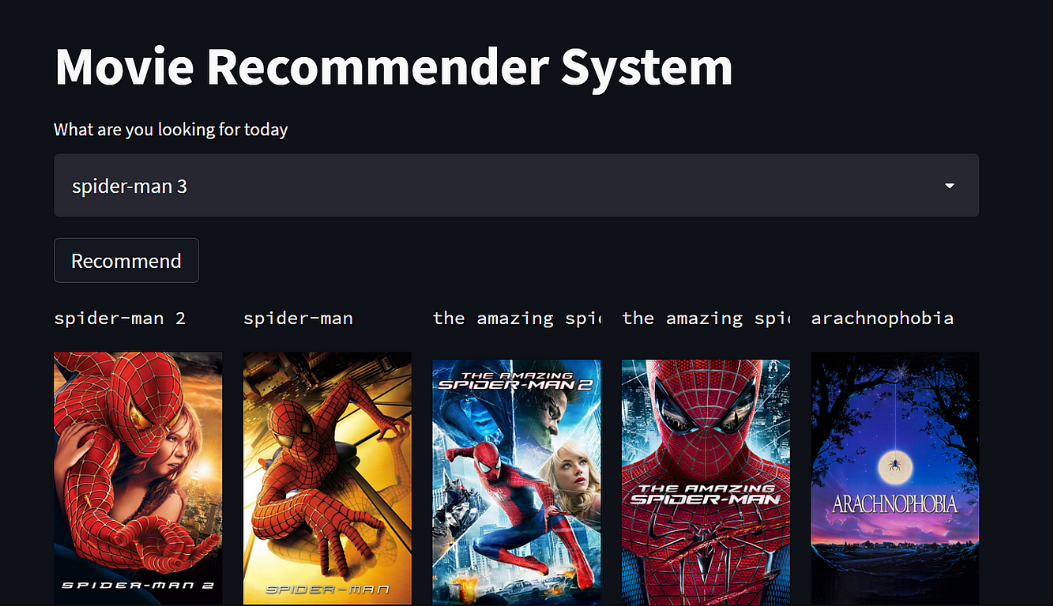 Movie Recommender System
What are you looking for today
spider-man 3
Recommend
spider-man 2
spider-man
the amazing spi
the amazing spi
arachnophobia
SPIDER-MAN 2
SPIDER-MAN
THE AMAZING
SPIDER-MAN 2
THE AMAZING
SPIDER-MAN
ARACHNOPHOBIA